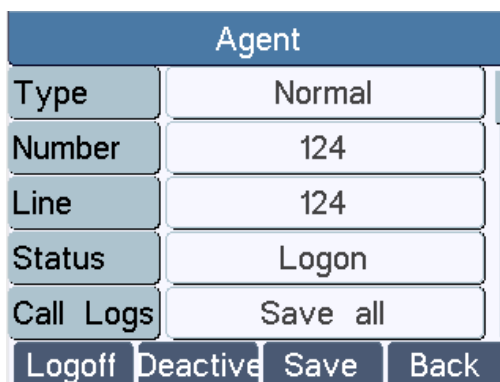 Agent
Type Normal
Number 124
Line 124
Status Logon
Call Logs Save all
Logoff Deactive Save Back